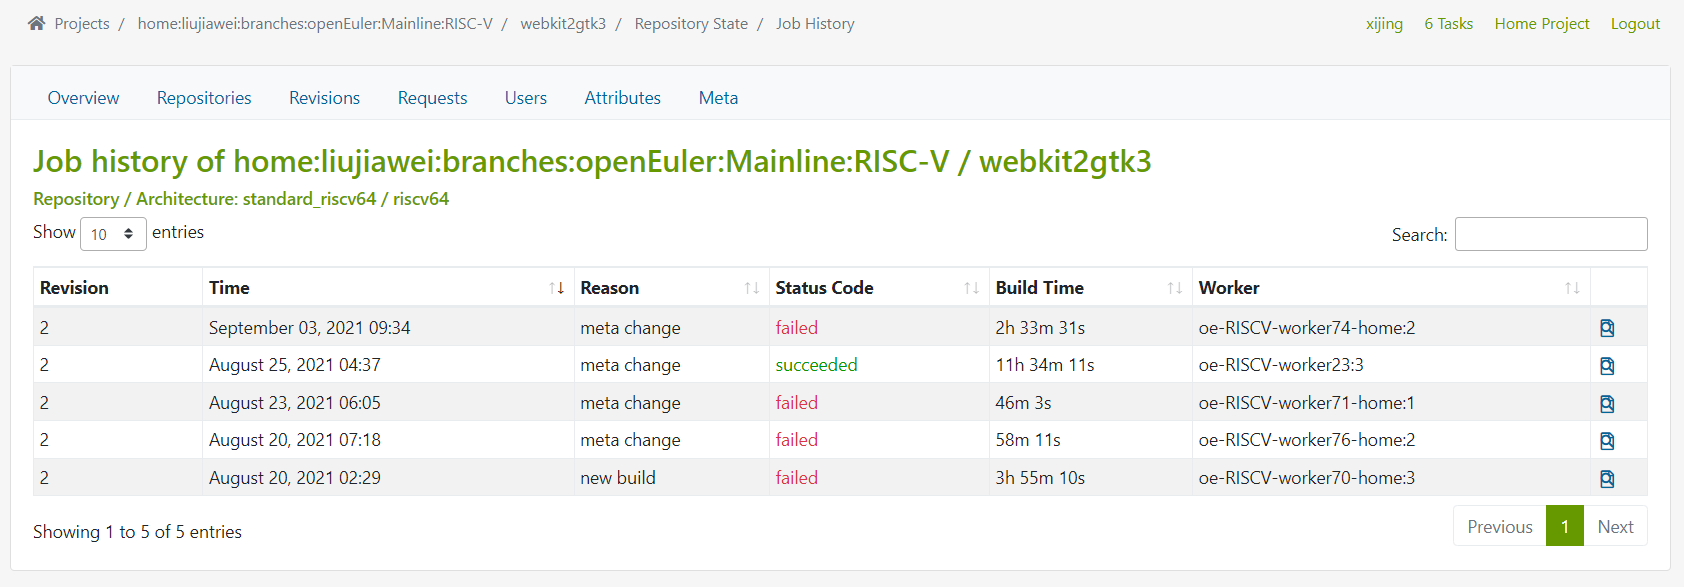 Projects / home:liujiawei:branches:openEuler:Mainline:RISC-V / webkit2gtk3 / Repository State / Job History xijing 6 Tasks Home Project Logout
Overview Repositories Revisions Requests Users Attributes Meta
Job history of home:liujiawei:branches:openEuler:Mainline:RISC-V / webkit2gtk3
Repository / Architecture: standard_riscv64 / riscv64
Show 10 entries Search:
Revision Time Reason Status Code Build Time Worker
2 September 03, 2021 09:34 meta change failed 2h 33m 31s oe-RISCV-worker74-home:2
2 August 25, 2021 04:37 meta change succeeded 11h 34m 11s oe-RISCV-worker23:3
2 August 23, 2021 06:05 meta change failed 46m 3s oe-RISCV-worker71-home:1
2 August 20, 2021 07:18 meta change failed 58m 11s oe-RISCV-worker76-home:2
2 August 20, 2021 02:29 new build failed 3h 55m 10s oe-RISCV-worker70-home:3
Showing 1 to 5 of 5 entries Previous 1 Next